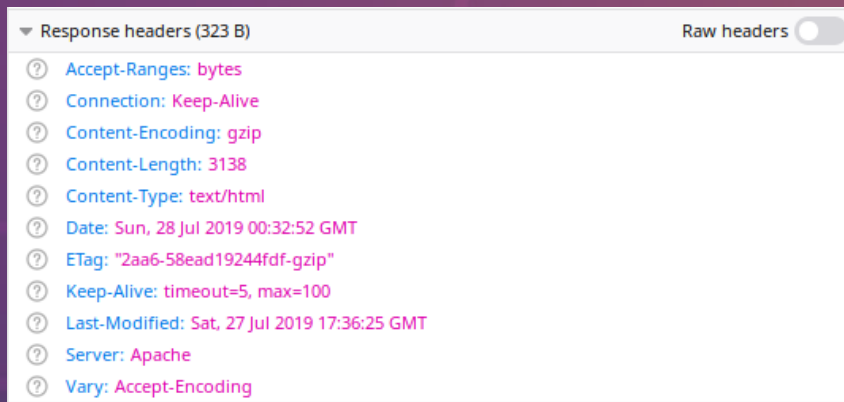 Response headers (323 B) Raw headers
Accept-Ranges: bytes
Connection: Keep-Alive
Content-Encoding: gzip
Content-Length: 3138
Content-Type: text/html
Date: Sun, 28 Jul 2019 00:32:52 GMT
ETag: "2aa6-58ead19244fdf-gzip"
Keep-Alive: timeout=5, max=100
Last-Modified: Sat, 27 Jul 2019 17:36:25 GMT
Server: Apache
Vary: Accept-Encoding